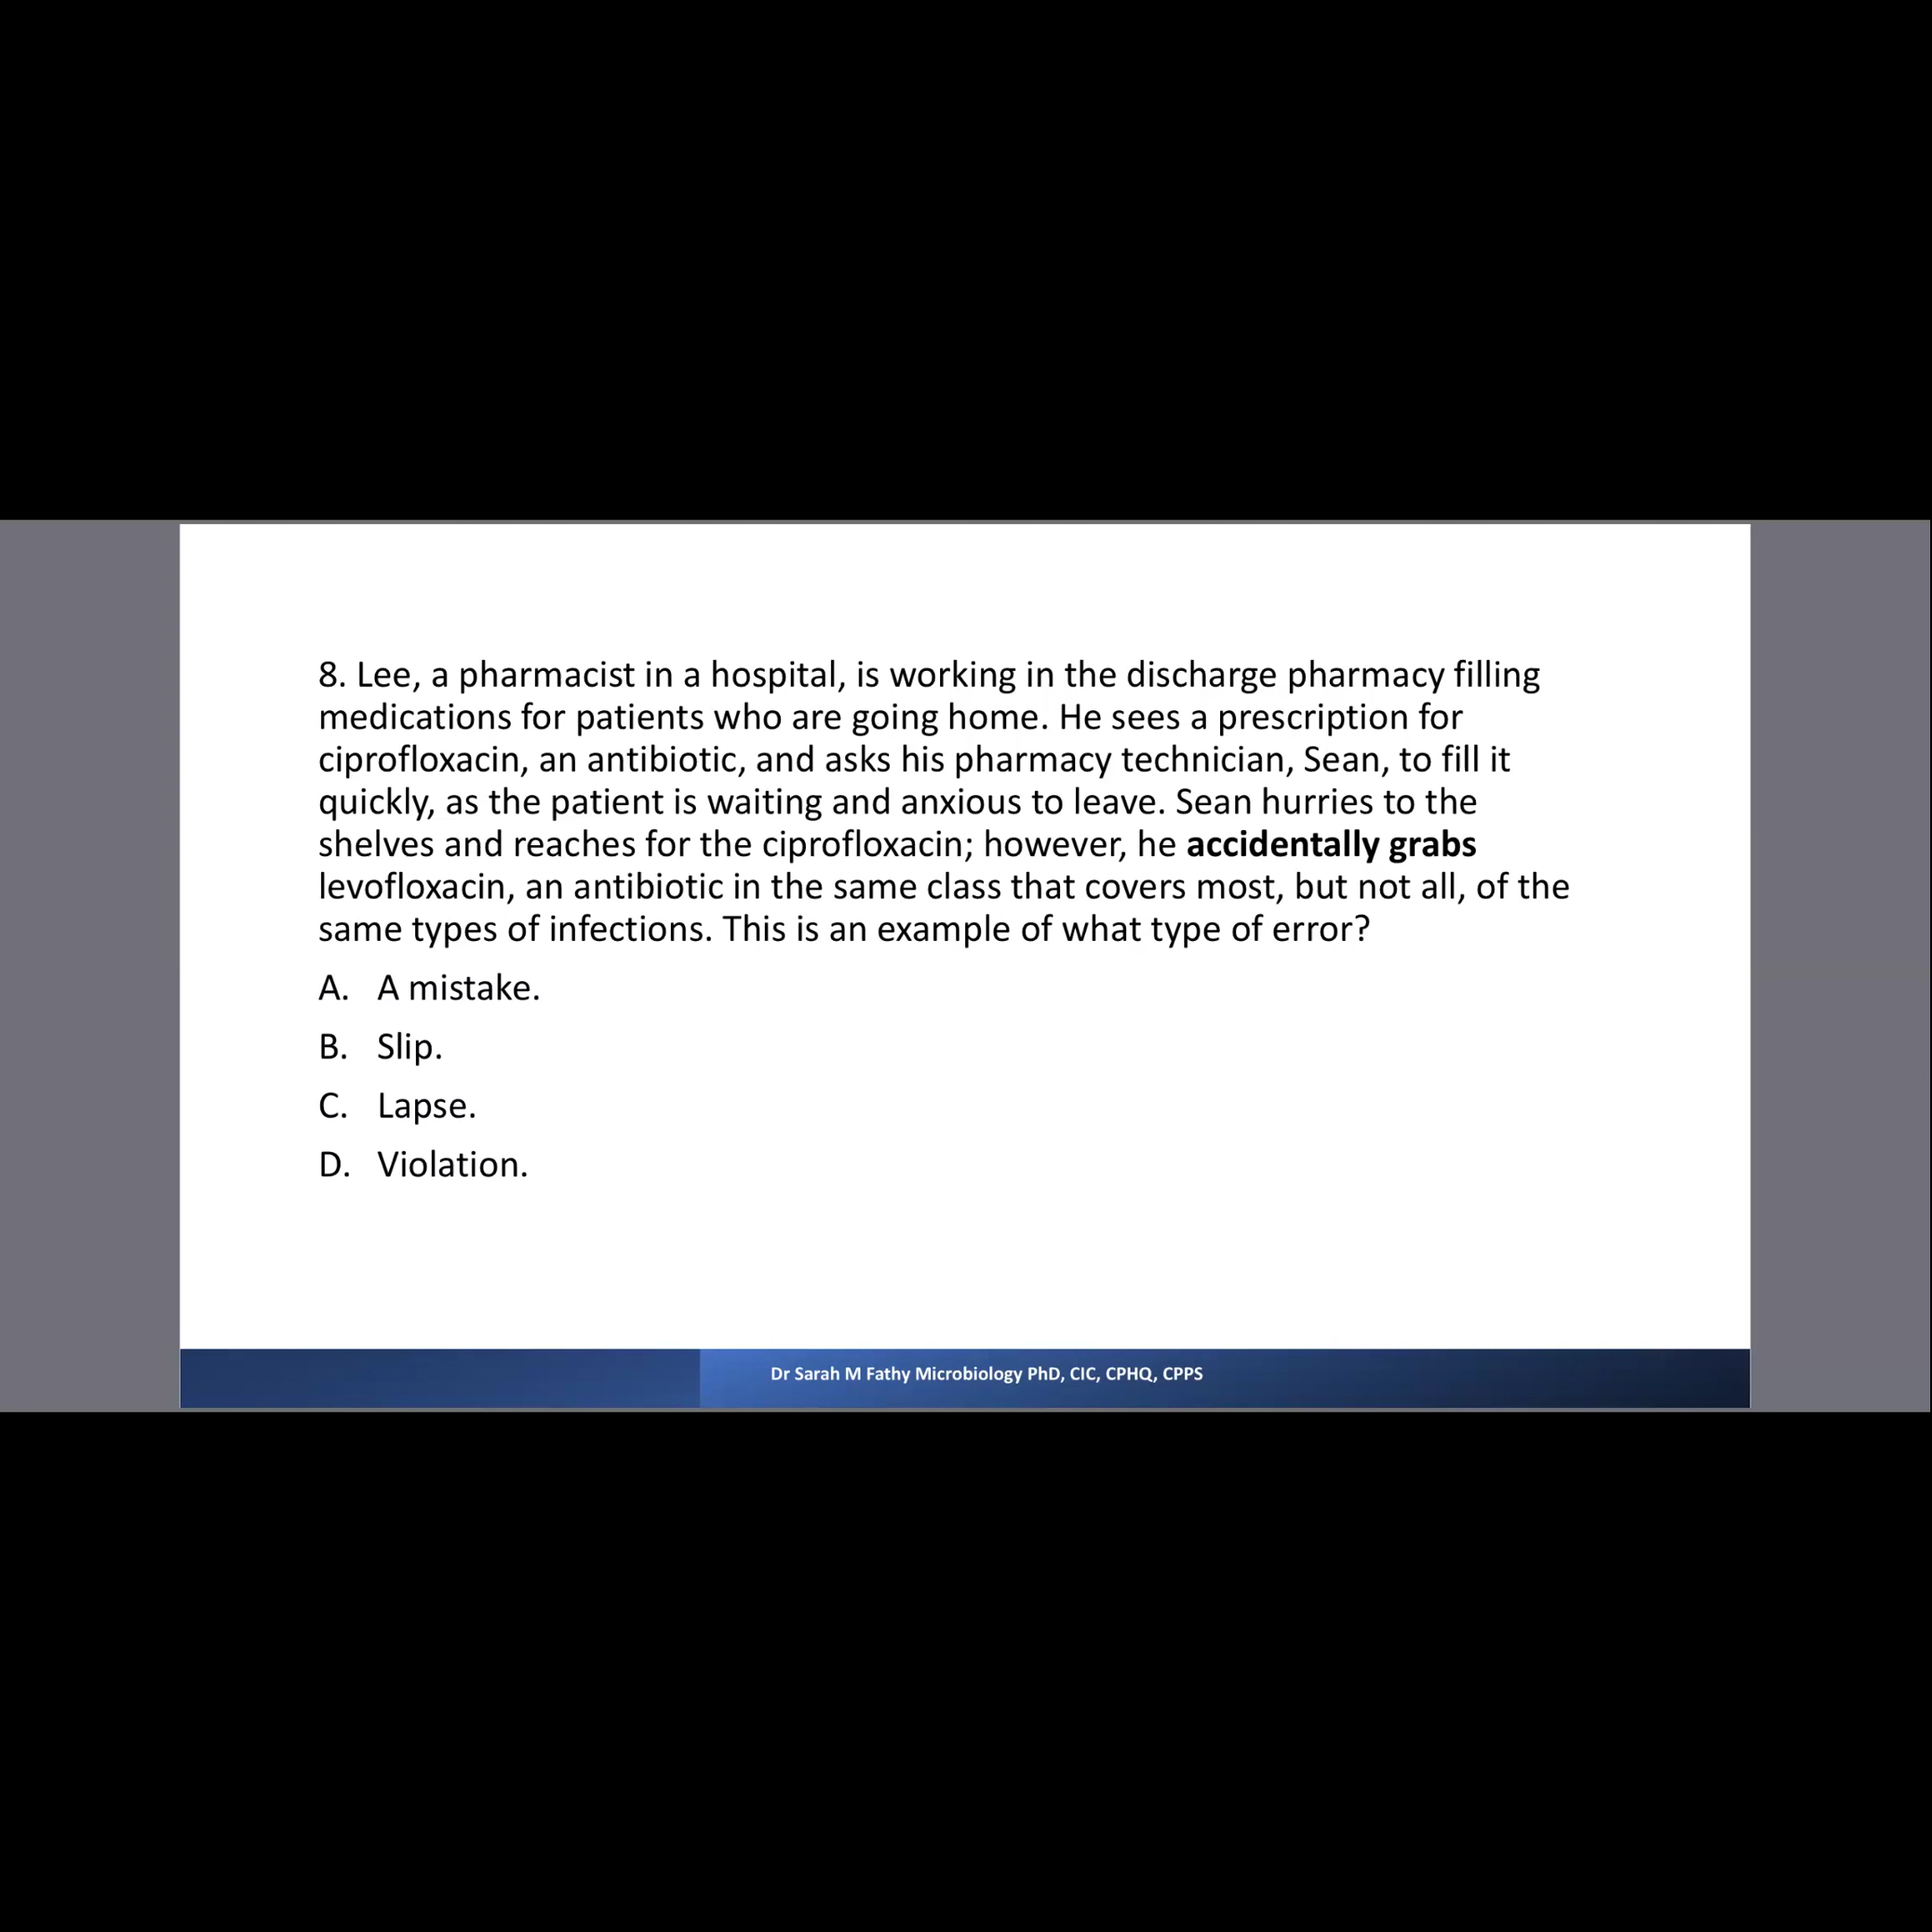 8. Lee, a pharmacist in a hospital, is working in the discharge pharmacy filling
medications for patients who are going home. He sees a prescription for
ciprofloxacin, an antibiotic, and asks his pharmacy technician, Sean, to fill it
quickly, as the patient is waiting and anxious to leave. Sean hurries to the
shelves and reaches for the ciprofloxacin; however, he accidentally grabs
levofloxacin, an antibiotic in the same class that covers most, but not all, of the
same types of infections. This is an example of what type of error?
A. A mistake.
B. Slip.
C. Lapse.
D. Violation.
Dr Sarah M Fathy Microbiology PhD, CIC, CPHQ, CPPS